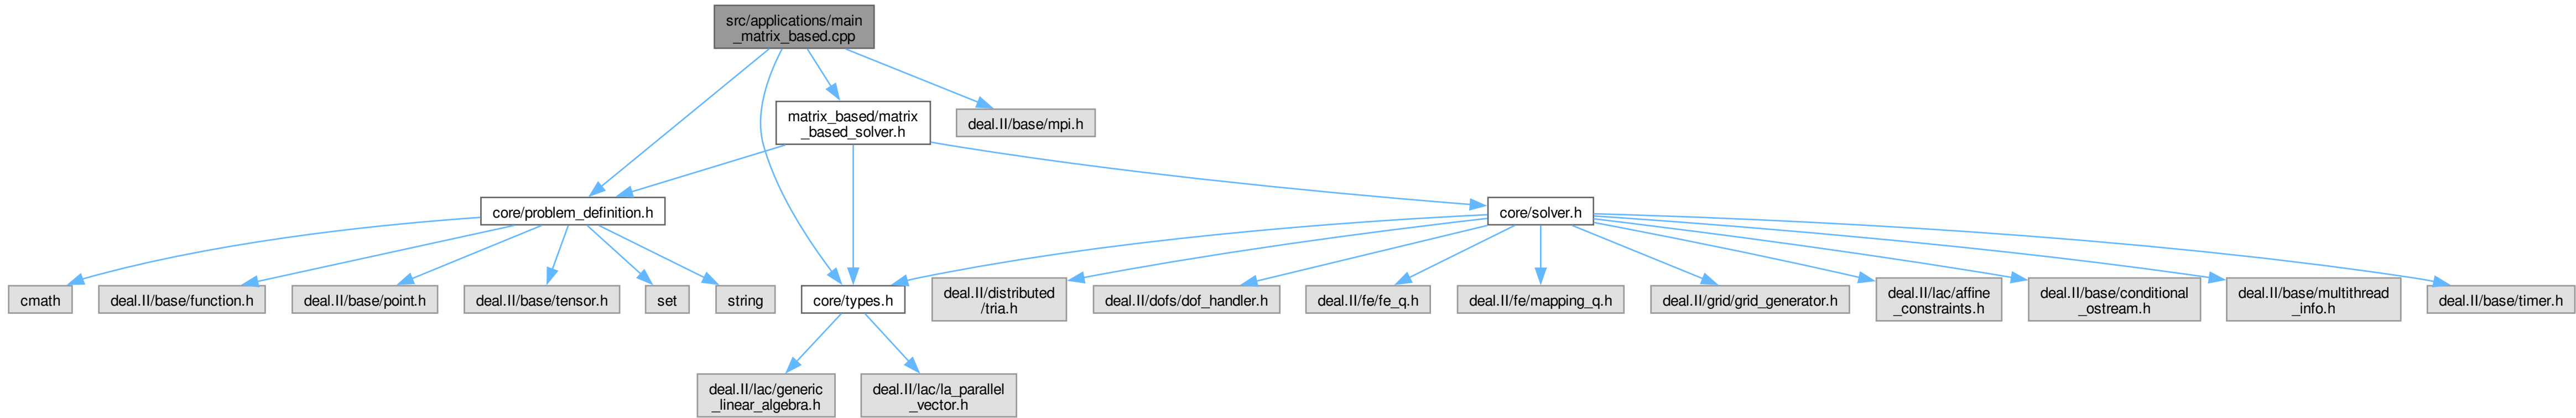 src/applications/main
_matrix_based.cpp
matrix_based/matrix
_based_solver.h
deal.II/base/mpi.h
core/problem_definition.h
core/solver.h
cmath
deal.II/base/function.h
deal.II/base/point.h
deal.II/base/tensor.h
set
string
core/types.h
deal.II/distributed
/tria.h
deal.II/dofs/dof_handler.h
deal.II/fe/fe_q.h
deal.II/fe/mapping_q.h
deal.II/grid/grid_generator.h
deal.II/lac/affine
_constraints.h
deal.II/base/conditional
_ostream.h
deal.II/base/multithread
_info.h
deal.II/base/timer.h
deal.II/lac/generic
_linear_algebra.h
deal.II/lac/la_parallel
_vector.h